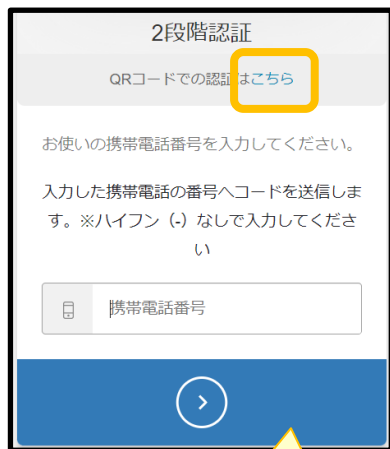 2段階認証
QRコードでの認証はこちら
お使いの携帯電話番号を入力してください。
入力した携帯電話の番号へコードを送信しま
す。※ハイフン（-）なしで入力してくださ
い
携帯電話番号